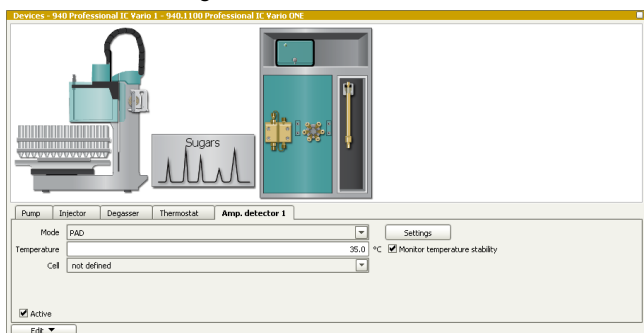 Devices - 940 Professional IC Vario 1 - 940.1100 Professional IC Vario ONE
Sugars
Pump Injector Degasser Thermostat Amp. detector 1
Mode PAD Settings
Temperature 35.0 °C Monitor temperature stability
Cell not defined
Active
Edit